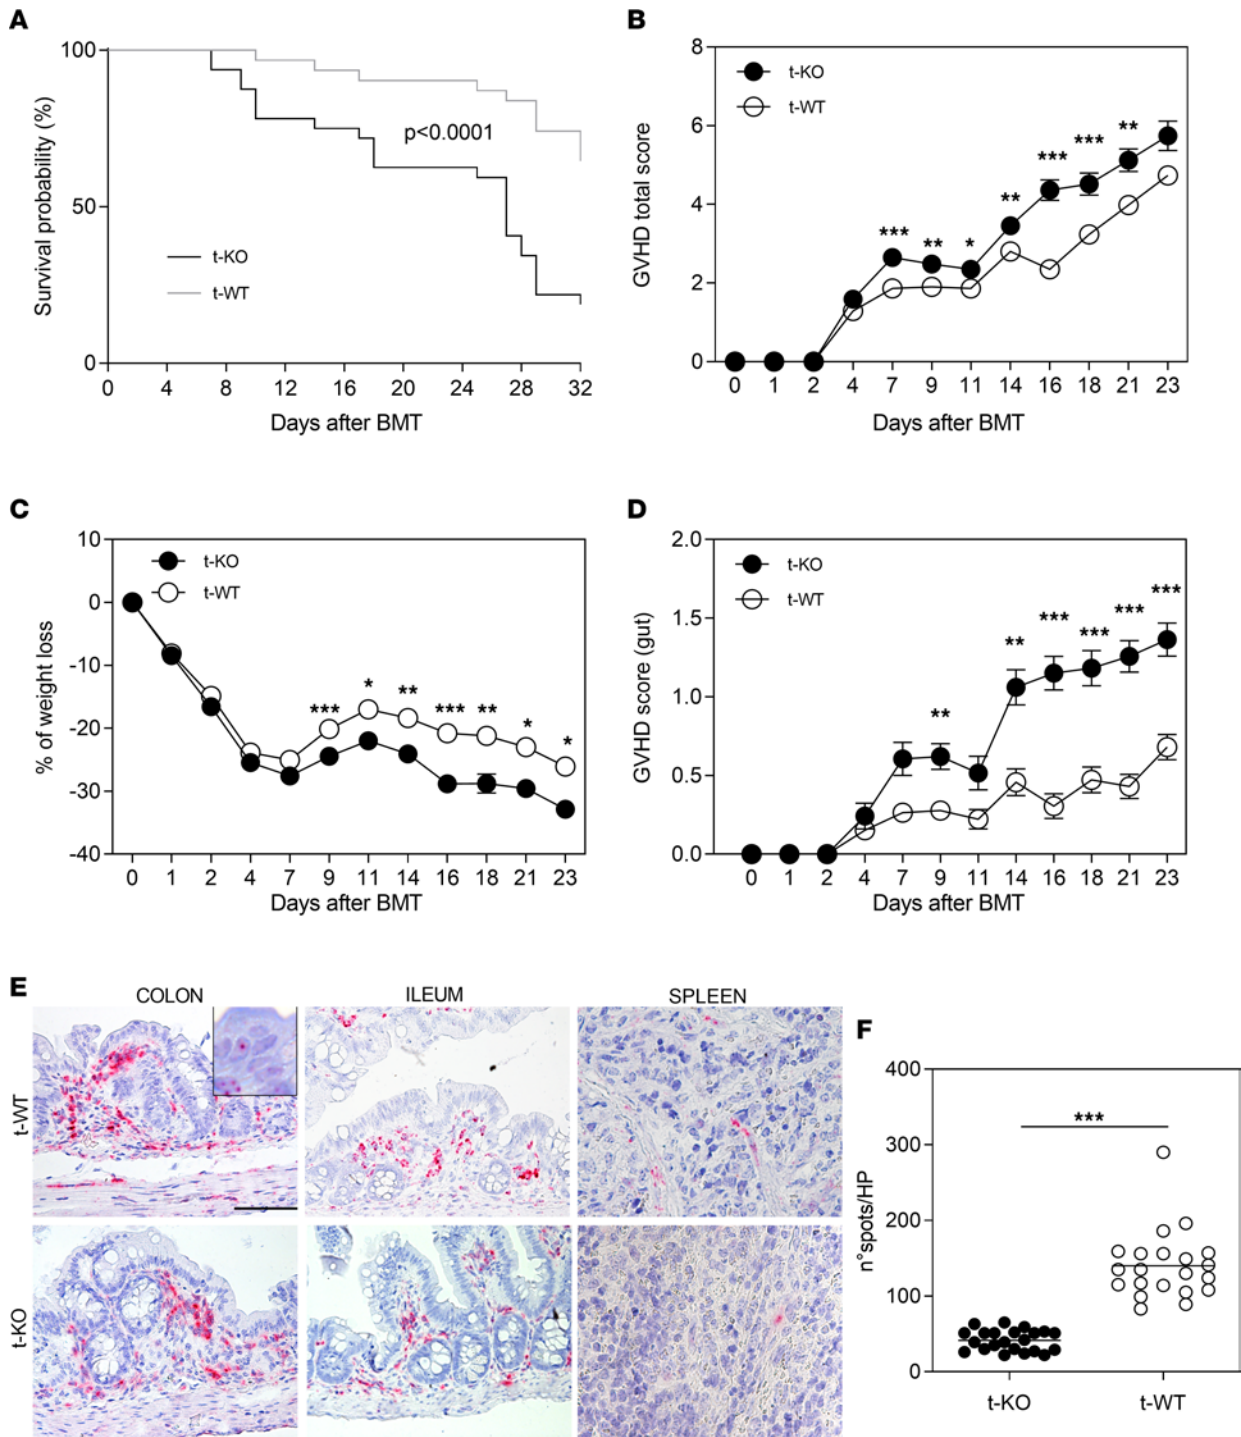 A
100
50
0
Survival probability (%)
p<0.0001
t-KO
t-WT
0 4 8 12 16 20 24 28 32
Days after BMT
B
8
6
4
2
0
GVHD total score
t-KO
t-WT
*** ** * ** *** *** **
0 1 2 4 7 9 11 14 16 18 21 23
Days after BMT
C
10
0
-10
-20
-30
-40
% of weight loss
t-KO
t-WT
*** * ** *** ** * *
0 1 2 4 7 9 11 14 16 18 21 23
Days after BMT
D
2.0
1.5
1.0
0.5
0.0
GVHD score (gut)
t-KO
t-WT
** ** *** *** *** ***
0 1 2 4 7 9 11 14 16 18 21 23
Days after BMT
E
COLON ILEUM SPLEEN
t-WT
t-KO
F
400
300
200
100
0
n°spots/HP
***
t-KO t-WT